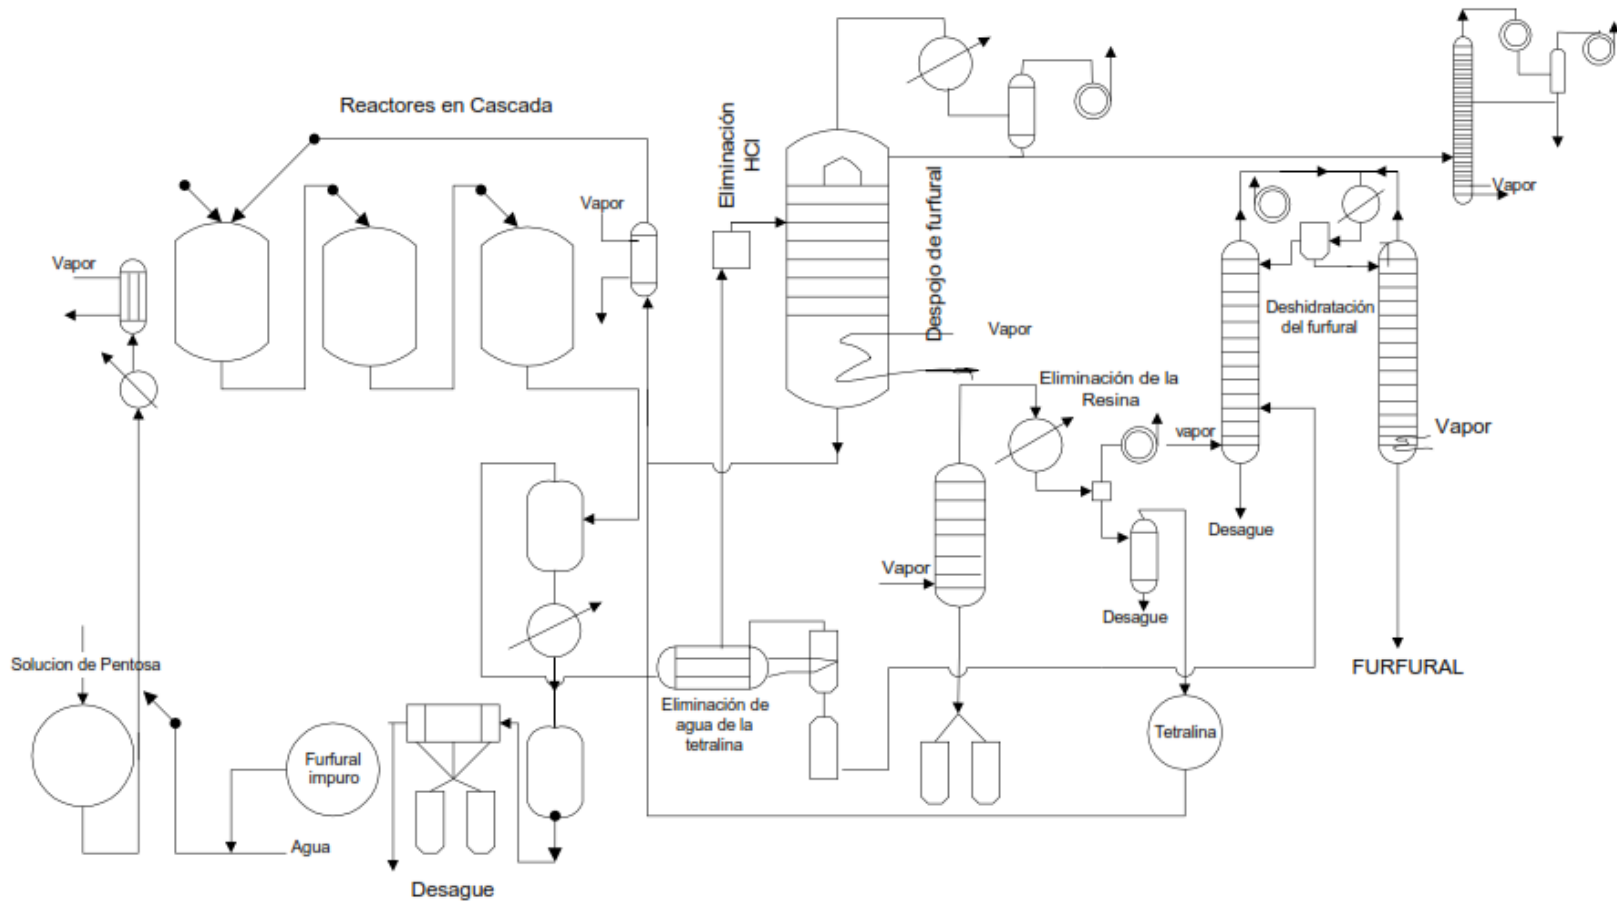 Reactores en Cascada
Eliminación
HCl
Despojo de furfural
Vapor
Vapor
Vapor
Vapor
Deshidratación
del furfural
Eliminación de la
Resina
vapor
Vapor
Desague
Vapor
Desague
Solucion de Pentosa
FURFURAL
Eliminación de
agua de la
tetralina
Tetralina
Furfural
impuro
Agua
Desague